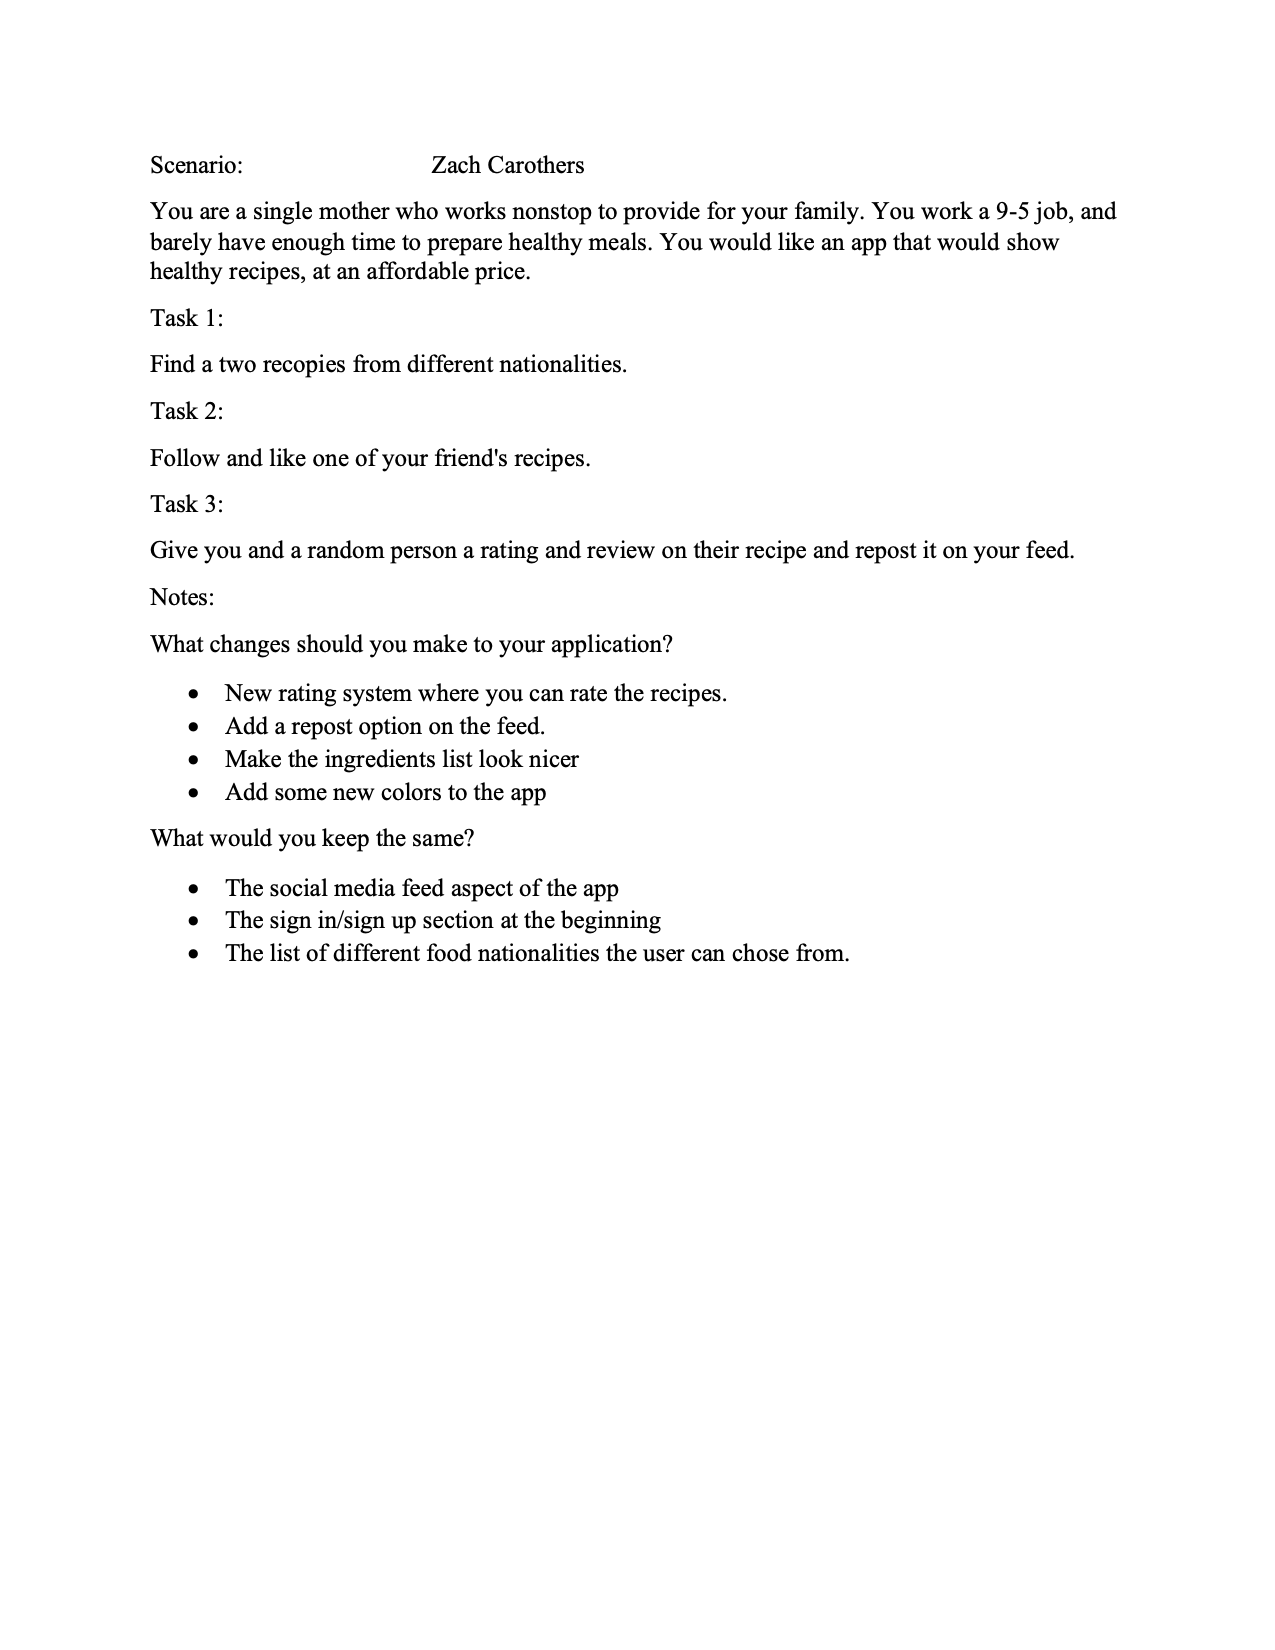 Scenario: Zach Carothers
You are a single mother who works nonstop to provide for your family. You work a 9-5 job, and
barely have enough time to prepare healthy meals. You would like an app that would show
healthy recipes, at an affordable price.
Task 1:
Find a two recopies from different nationalities.
Task 2:
Follow and like one of your friend's recipes.
Task 3:
Give you and a random person a rating and review on their recipe and repost it on your feed.
Notes:
What changes should you make to your application?
• New rating system where you can rate the recipes.
• Add a repost option on the feed.
• Make the ingredients list look nicer
• Add some new colors to the app
What would you keep the same?
• The social media feed aspect of the app
• The sign in/sign up section at the beginning
• The list of different food nationalities the user can chose from.